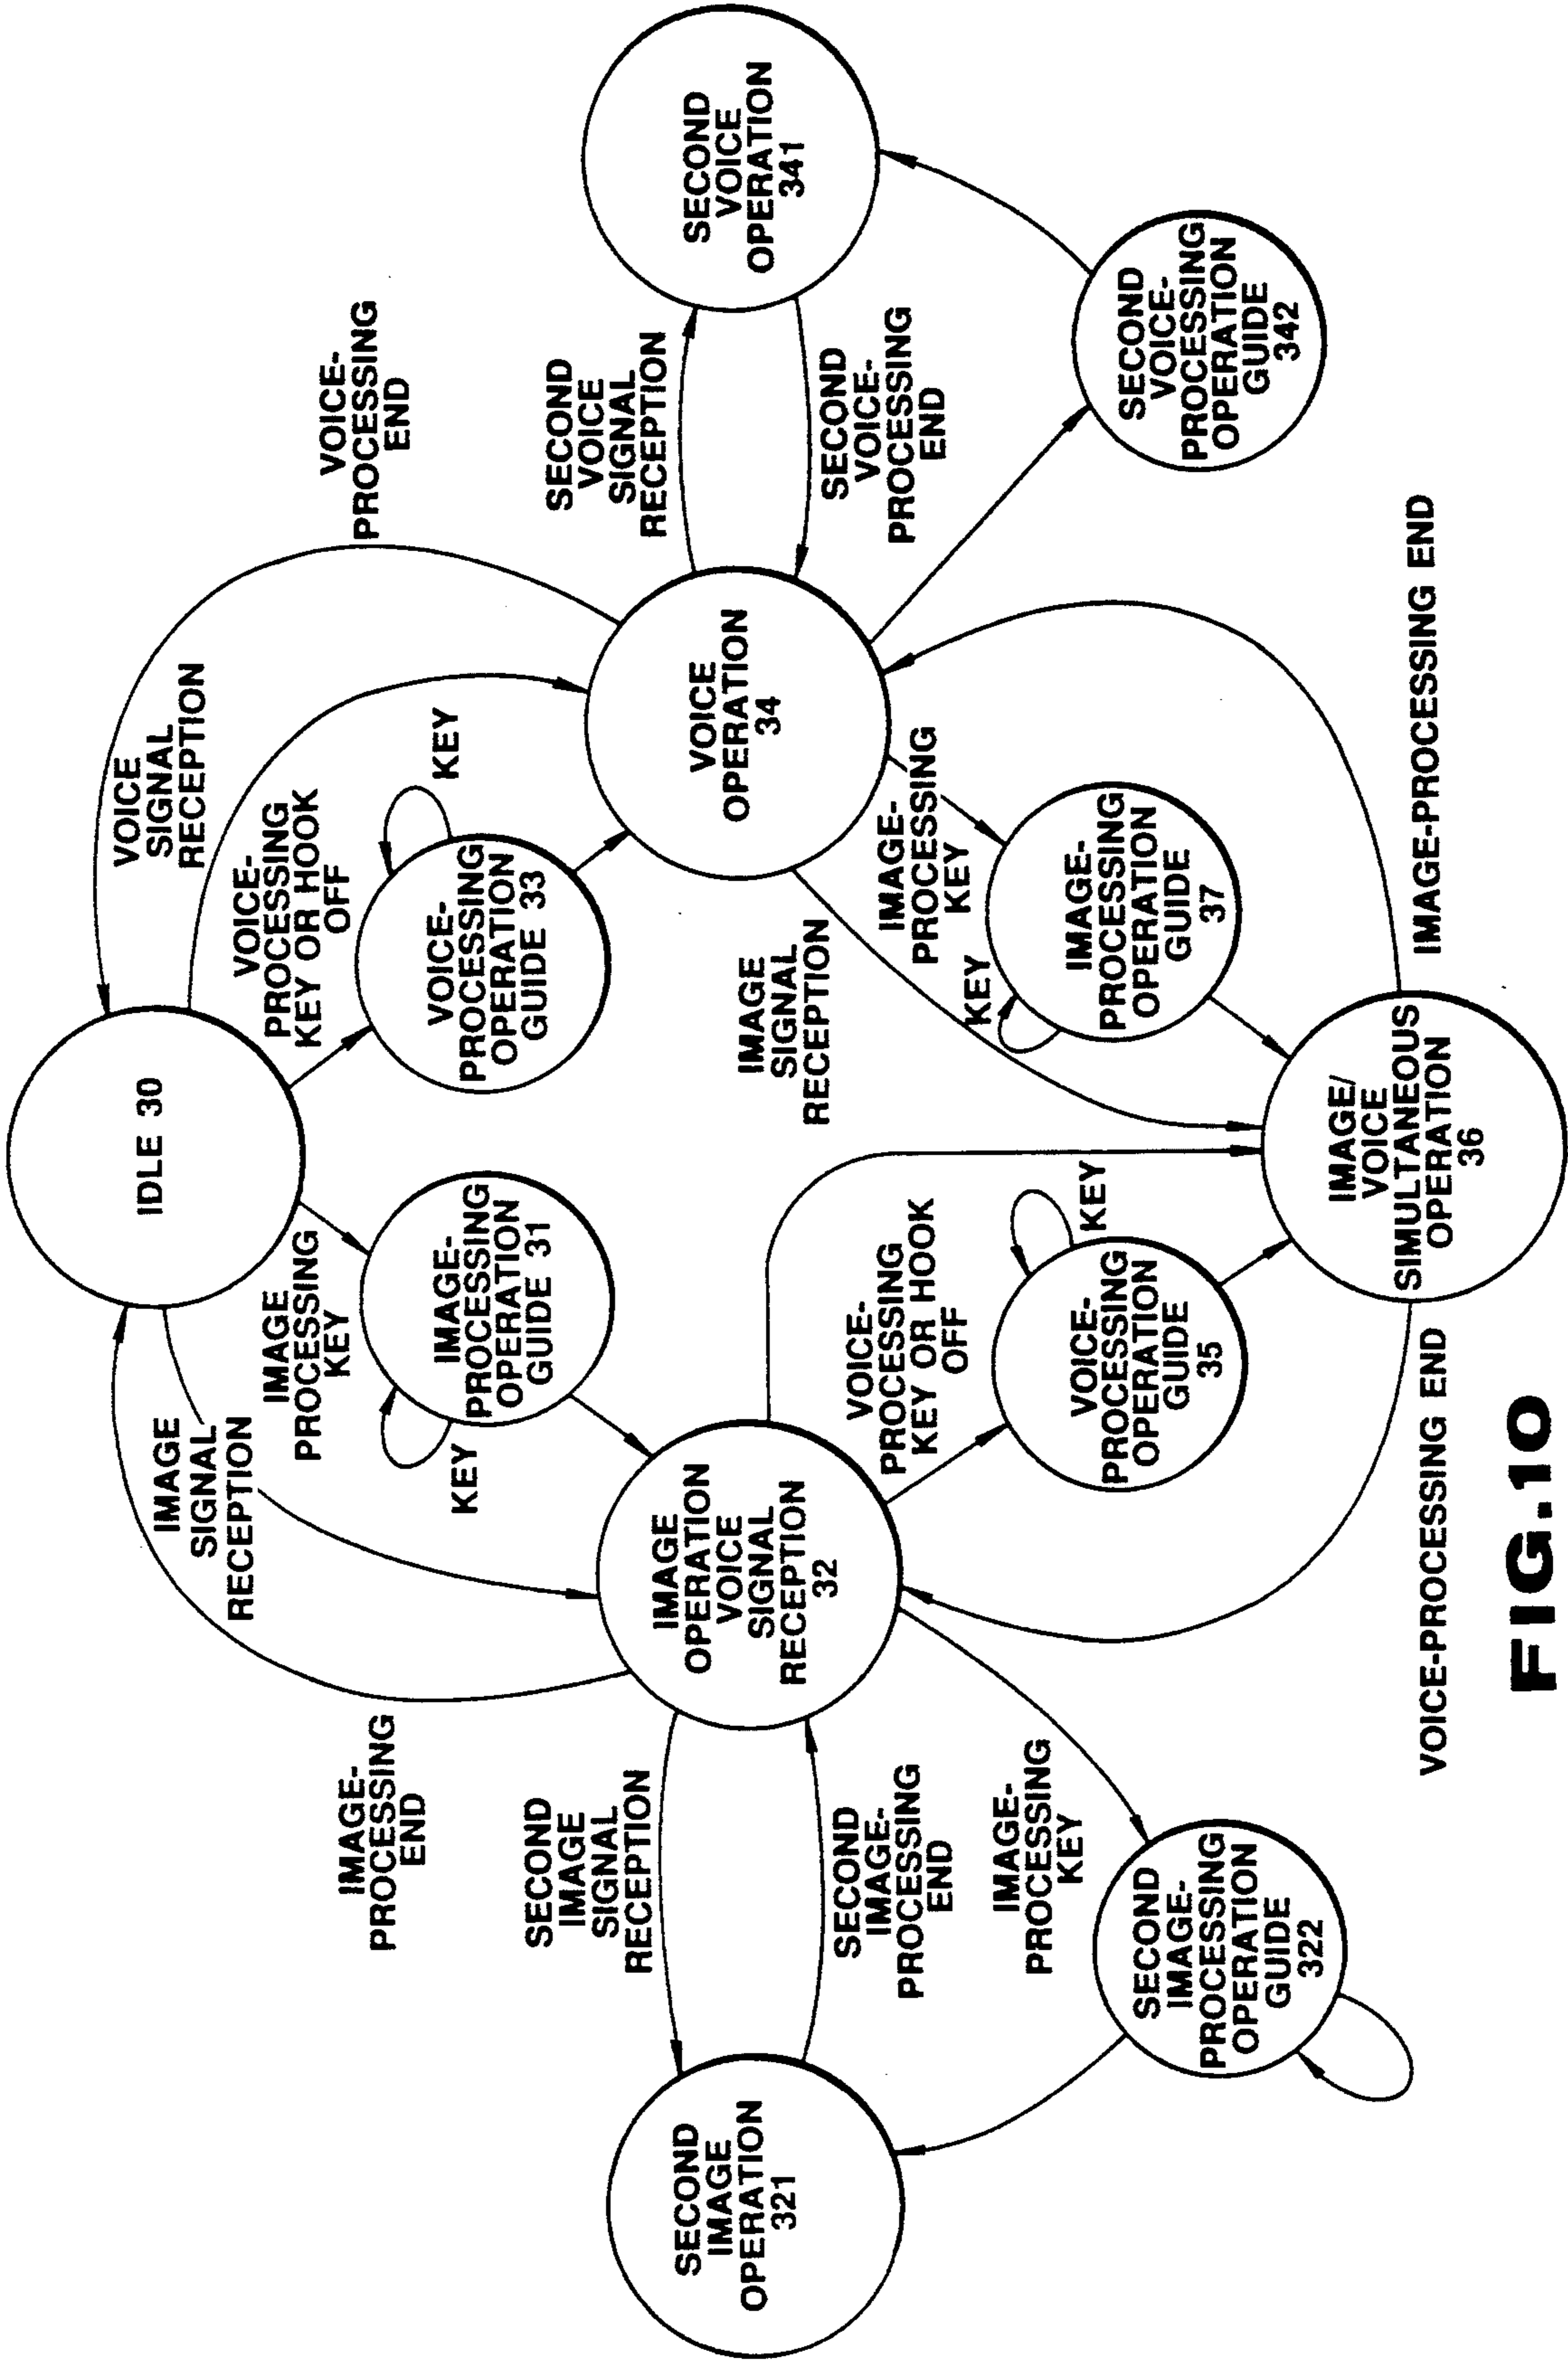 IDLE 30
IMAGE-
PROCESSING
END
IMAGE
SIGNAL
RECEPTION
IMAGE
PROCESSING
KEY
VOICE-
PROCESSING
KEY OR HOOK
OFF
VOICE
SIGNAL
RECEPTION
VOICE-
PROCESSING
END
KEY
IMAGE-
PROCESSING
OPERATION
GUIDE 31
VOICE-
PROCESSING
OPERATION
GUIDE 33
KEY
SECOND
IMAGE
OPERATION
321
SECOND
IMAGE
SIGNAL
RECEPTION
SECOND
IMAGE-
PROCESSING
END
IMAGE
OPERATION
VOICE
SIGNAL
RECEPTION
32
VOICE
OPERATION
34
SECOND
VOICE
SIGNAL
RECEPTION
SECOND
VOICE-
PROCESSING
END
SECOND
VOICE
OPERATION
341
IMAGE-
PROCESSING
KEY
VOICE-
PROCESSING
KEY OR HOOK
OFF
IMAGE
SIGNAL
RECEPTION
IMAGE-
PROCESSING
KEY
SECOND
IMAGE-
PROCESSING
OPERATION
GUIDE
322
VOICE-
PROCESSING
OPERATION
GUIDE
35
KEY
KEY
IMAGE-
PROCESSING
OPERATION
GUIDE
37
SECOND
VOICE-
PROCESSING
OPERATION
GUIDE
342
VOICE-PROCESSING END
IMAGE/
VOICE
SIMULTANEOUS
OPERATION
36
IMAGE-PROCESSING END
FIG.10